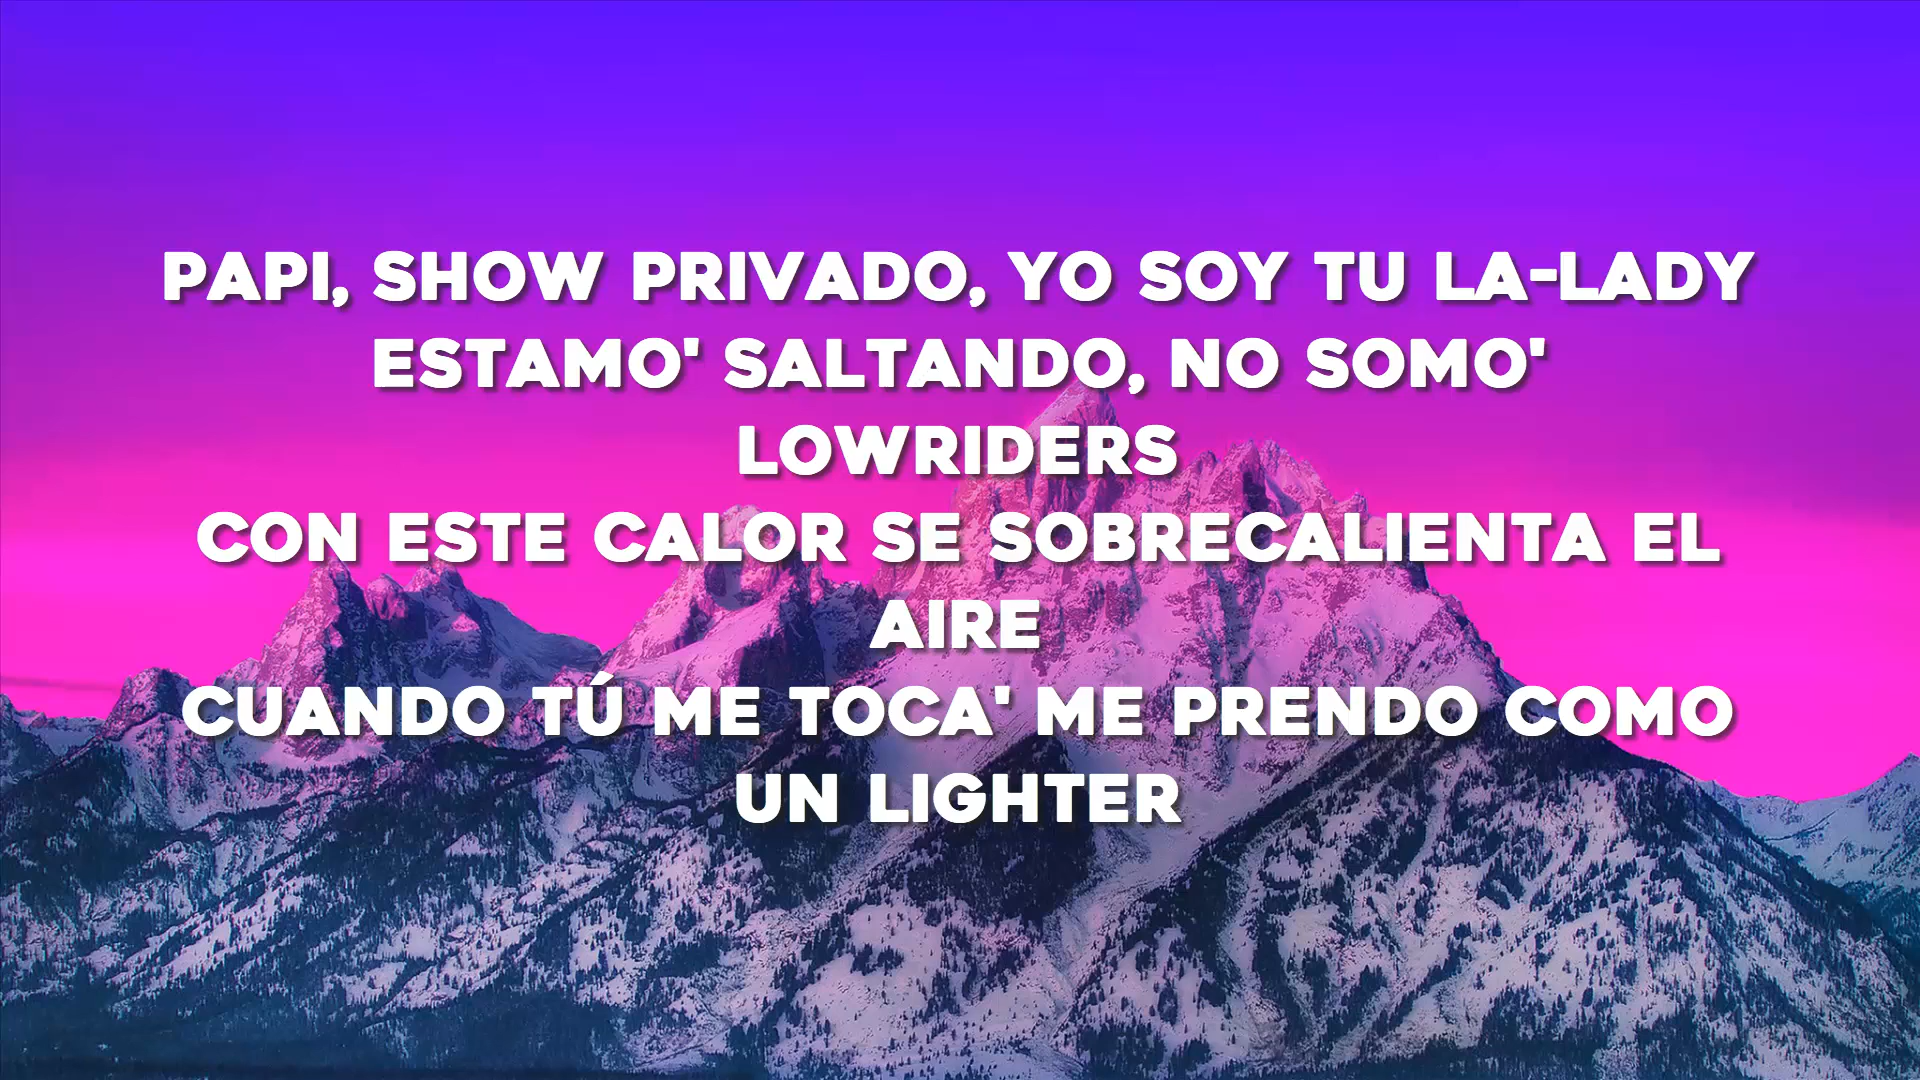 PAPI, SHOW PRIVADO, YO SOY TU LA-LADY
ESTAMO' SALTANDO, NO SOMO'
LOWRIDERS
CON ESTE CALOR SE SOBRECALIENTA EL
AIRE
CUANDO TÚ ME TOCA' ME PRENDO COMO
UN LIGHTER